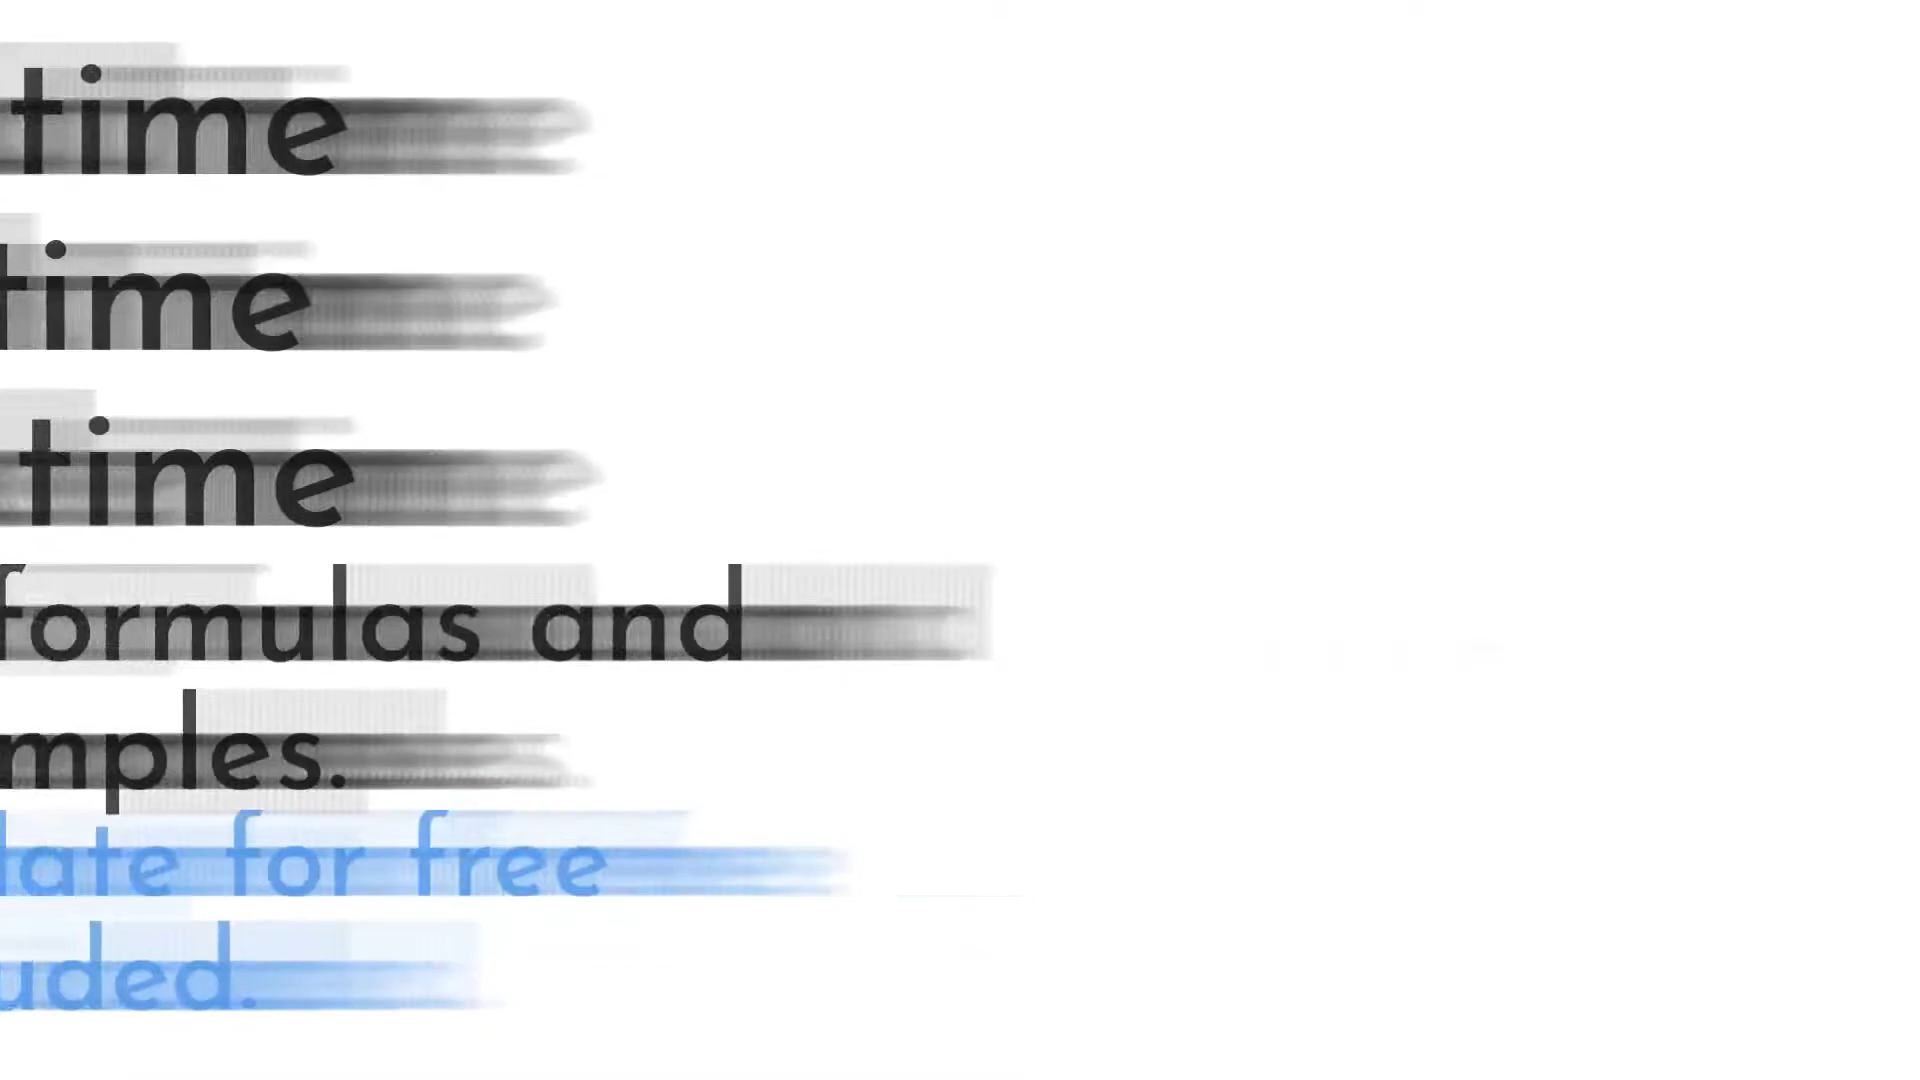 time
time
time
formulas and
mples.
late for free
uded.